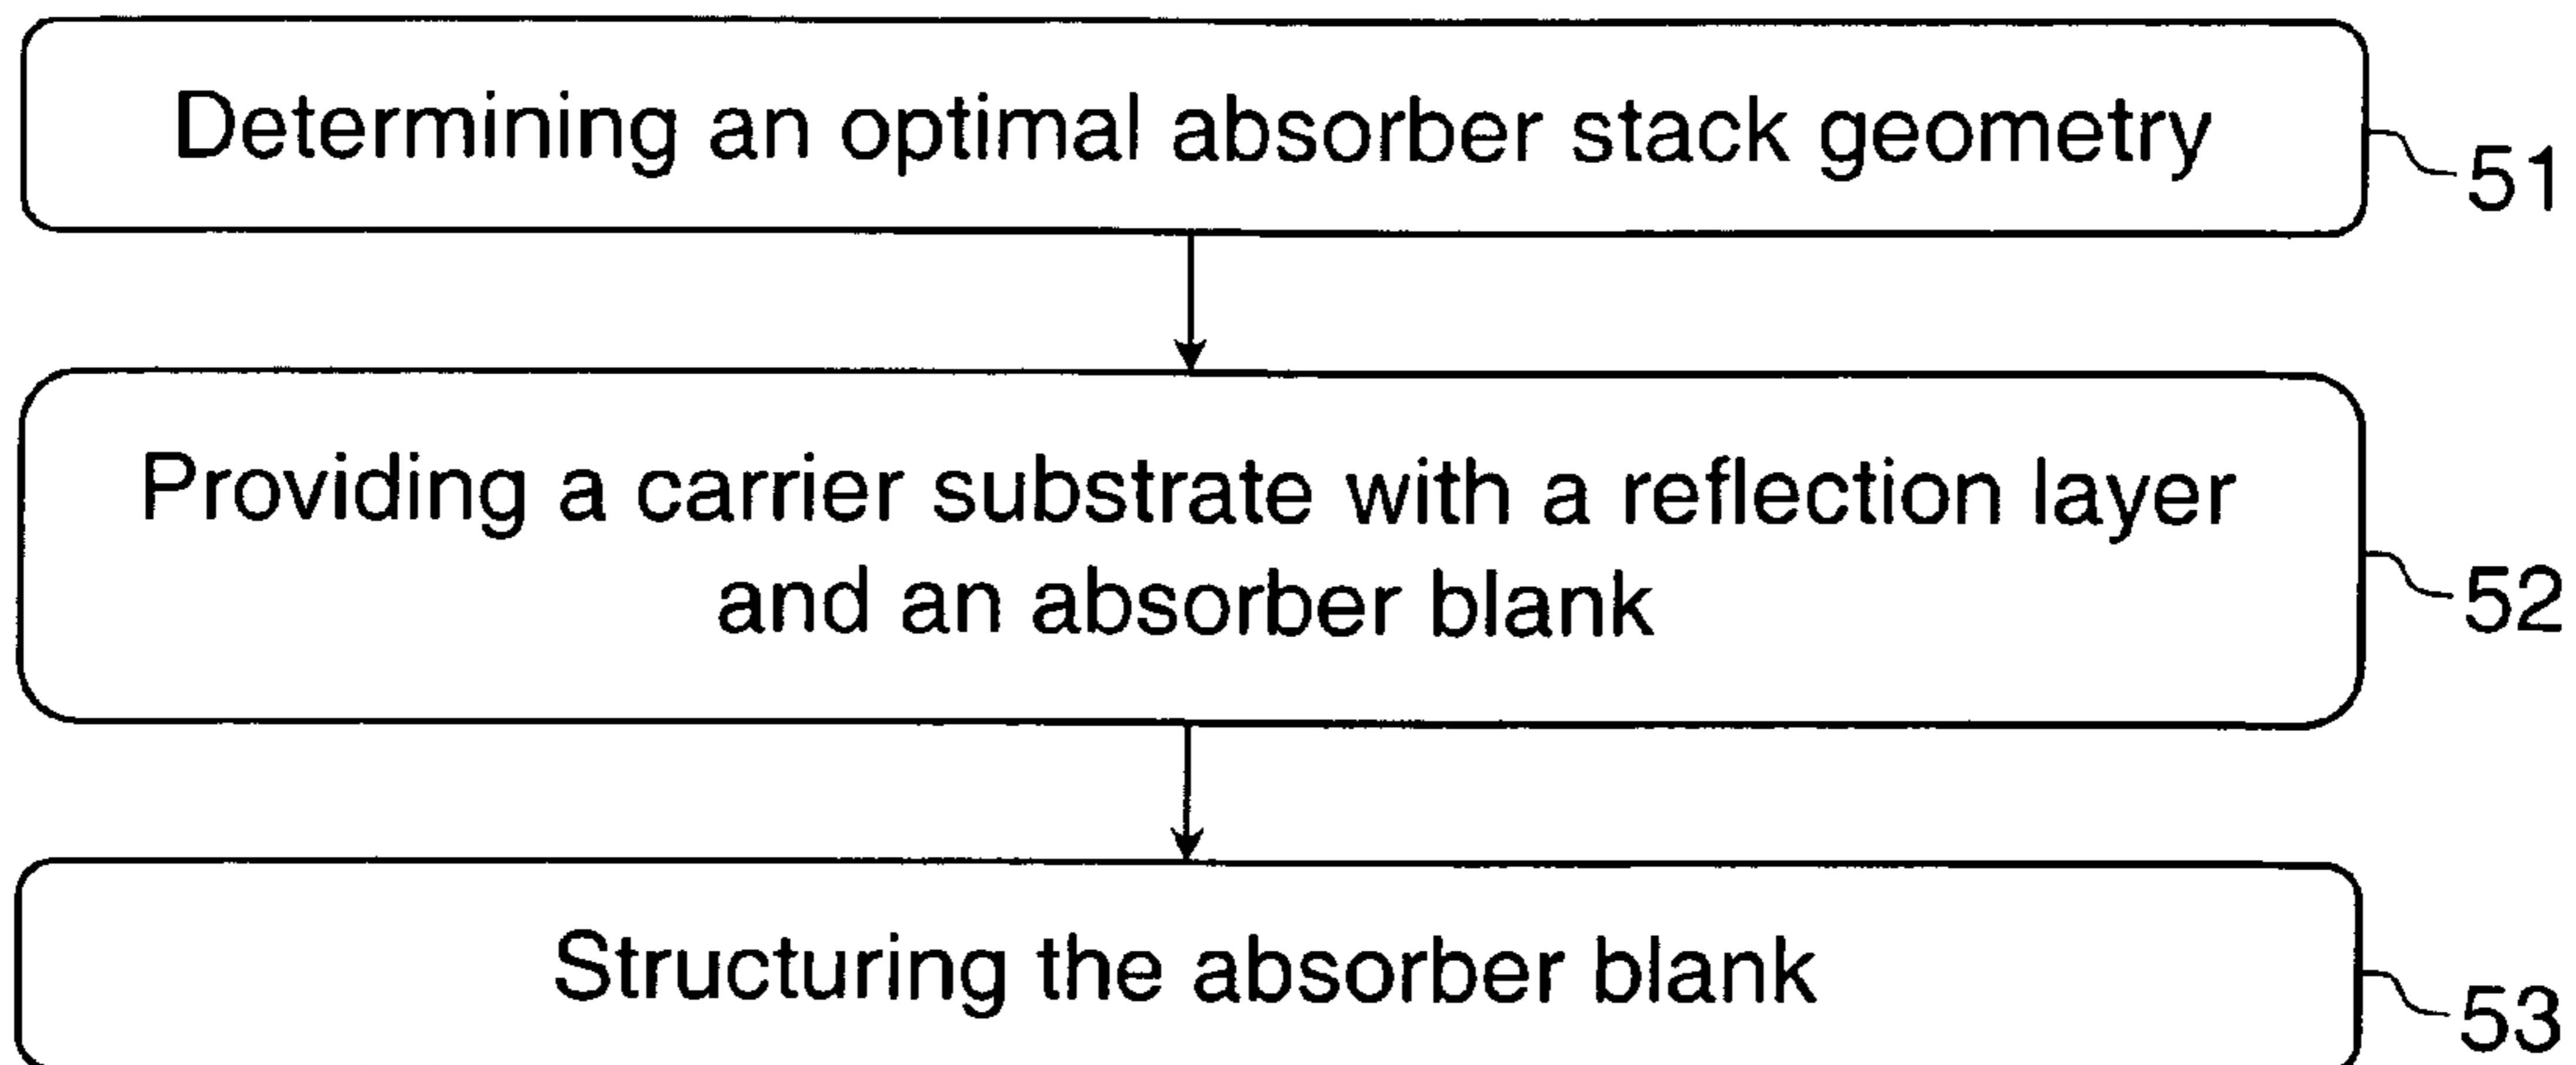 Determining an optimal absorber stack geometry
51
Providing a carrier substrate with a reflection layer
and an absorber blank
52
Structuring the absorber blank
53